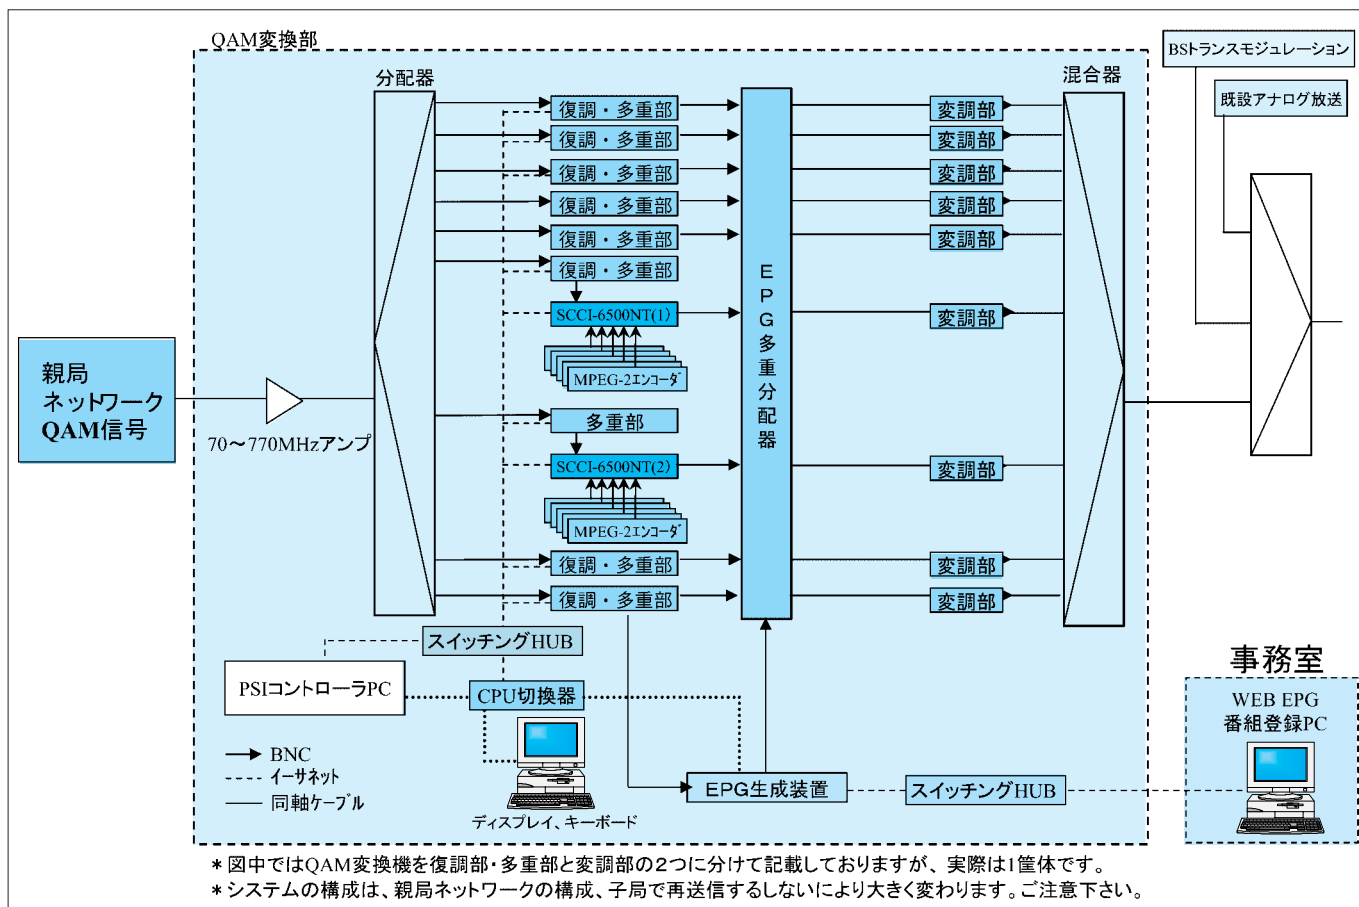 QAM変換部
BSトランスモジュレーション
既設アナログ放送
分配器
混合器
復調・多重部
復調・多重部
復調・多重部
復調・多重部
復調・多重部
復調・多重部
SCCI-6500NT(1)
MPEG-2エンコーダ
多重部
SCCI-6500NT(2)
MPEG-2エンコーダ
復調・多重部
復調・多重部
EPG多重分配器
変調部
変調部
変調部
変調部
変調部
変調部
変調部
変調部
変調部
親局
ネットワーク
QAM信号
70～770MHzアンプ
スイッチングHUB
PSIコントローラPC
CPU切換器
BNC
イーサネット
同軸ケーブル
ディスプレイ、キーボード
EPG生成装置
スイッチングHUB
事務室
WEB EPG
番組登録PC
＊図中ではQAM変換機を復調部・多重部と変調部の２つに分けて記載しておりますが、実際は1筐体です。
＊システムの構成は、親局ネットワークの構成、子局で再送信するしないにより大きく変わります。ご注意下さい。